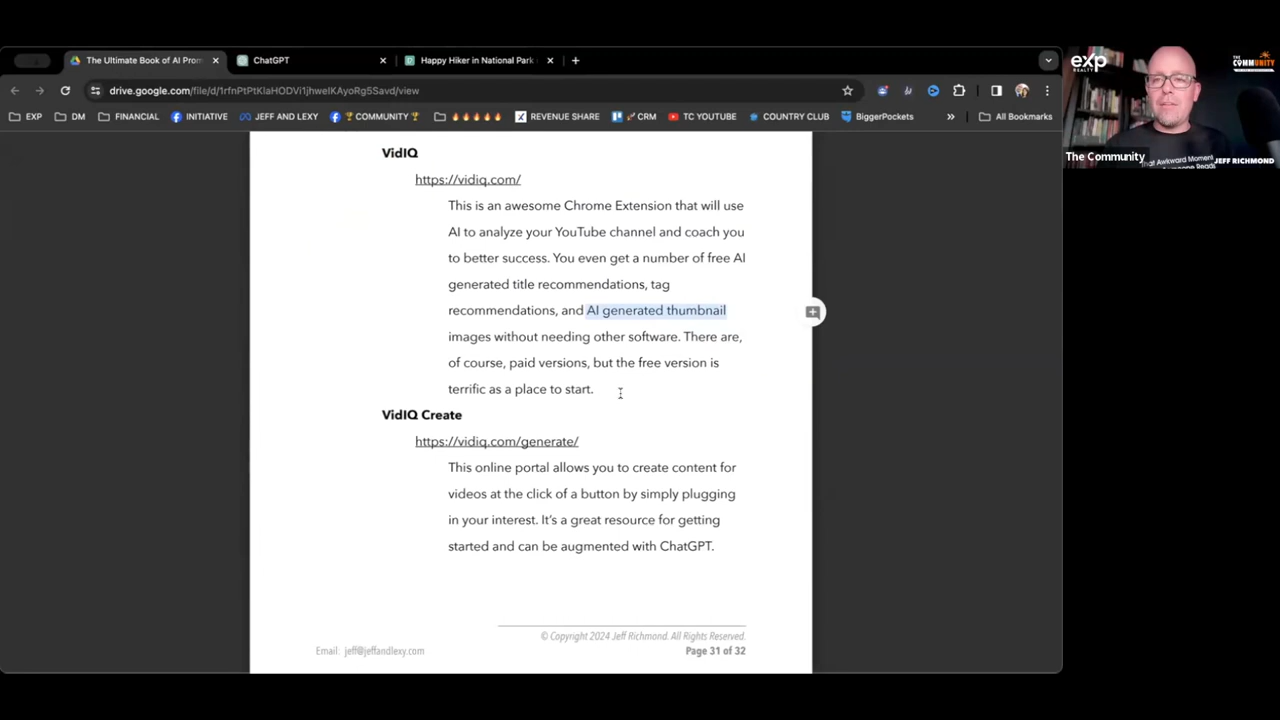 The Ultimate Book of AI Prom
ChatGPT
Happy Hiker in National Park
drive.google.com/file/d/1rfnPtPtKlaHODVi1jhwelKAyoRg5Savd/view
EXP
DM
FINANCIAL
INITIATIVE
JEFF AND LEXY
🏆 COMMUNITY 🏆
🔥🔥🔥🔥🔥
REVENUE SHARE
🚀 CRM
TC YOUTUBE
COUNTRY CLUB
BiggerPockets
»
All Bookmarks
VidIQ
https://vidiq.com/
This is an awesome Chrome Extension that will use
AI to analyze your YouTube channel and coach you
to better success. You even get a number of free AI
generated title recommendations, tag
recommendations, and AI generated thumbnail
images without needing other software. There are,
of course, paid versions, but the free version is
terrific as a place to start.
VidIQ Create
https://vidiq.com/generate/
This online portal allows you to create content for
videos at the click of a button by simply plugging
in your interest. It’s a great resource for getting
started and can be augmented with ChatGPT.
© Copyright 2024 Jeff Richmond. All Rights Reserved.
Email. jeff@jeffandlexy.com
Page 31 of 32
exp
REALTY
THE
COMMUNITY
The Community
That Awkward Moment
JEFF RICHMOND